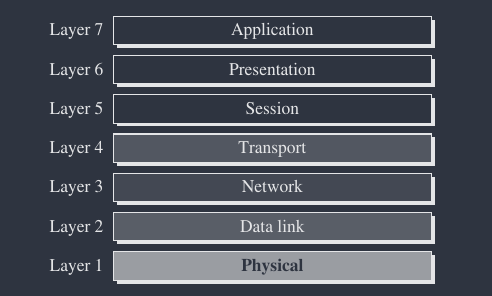 Layer 7 Application
Layer 6 Presentation
Layer 5 Session
Layer 4 Transport
Layer 3 Network
Layer 2 Data link
Layer 1 Physical